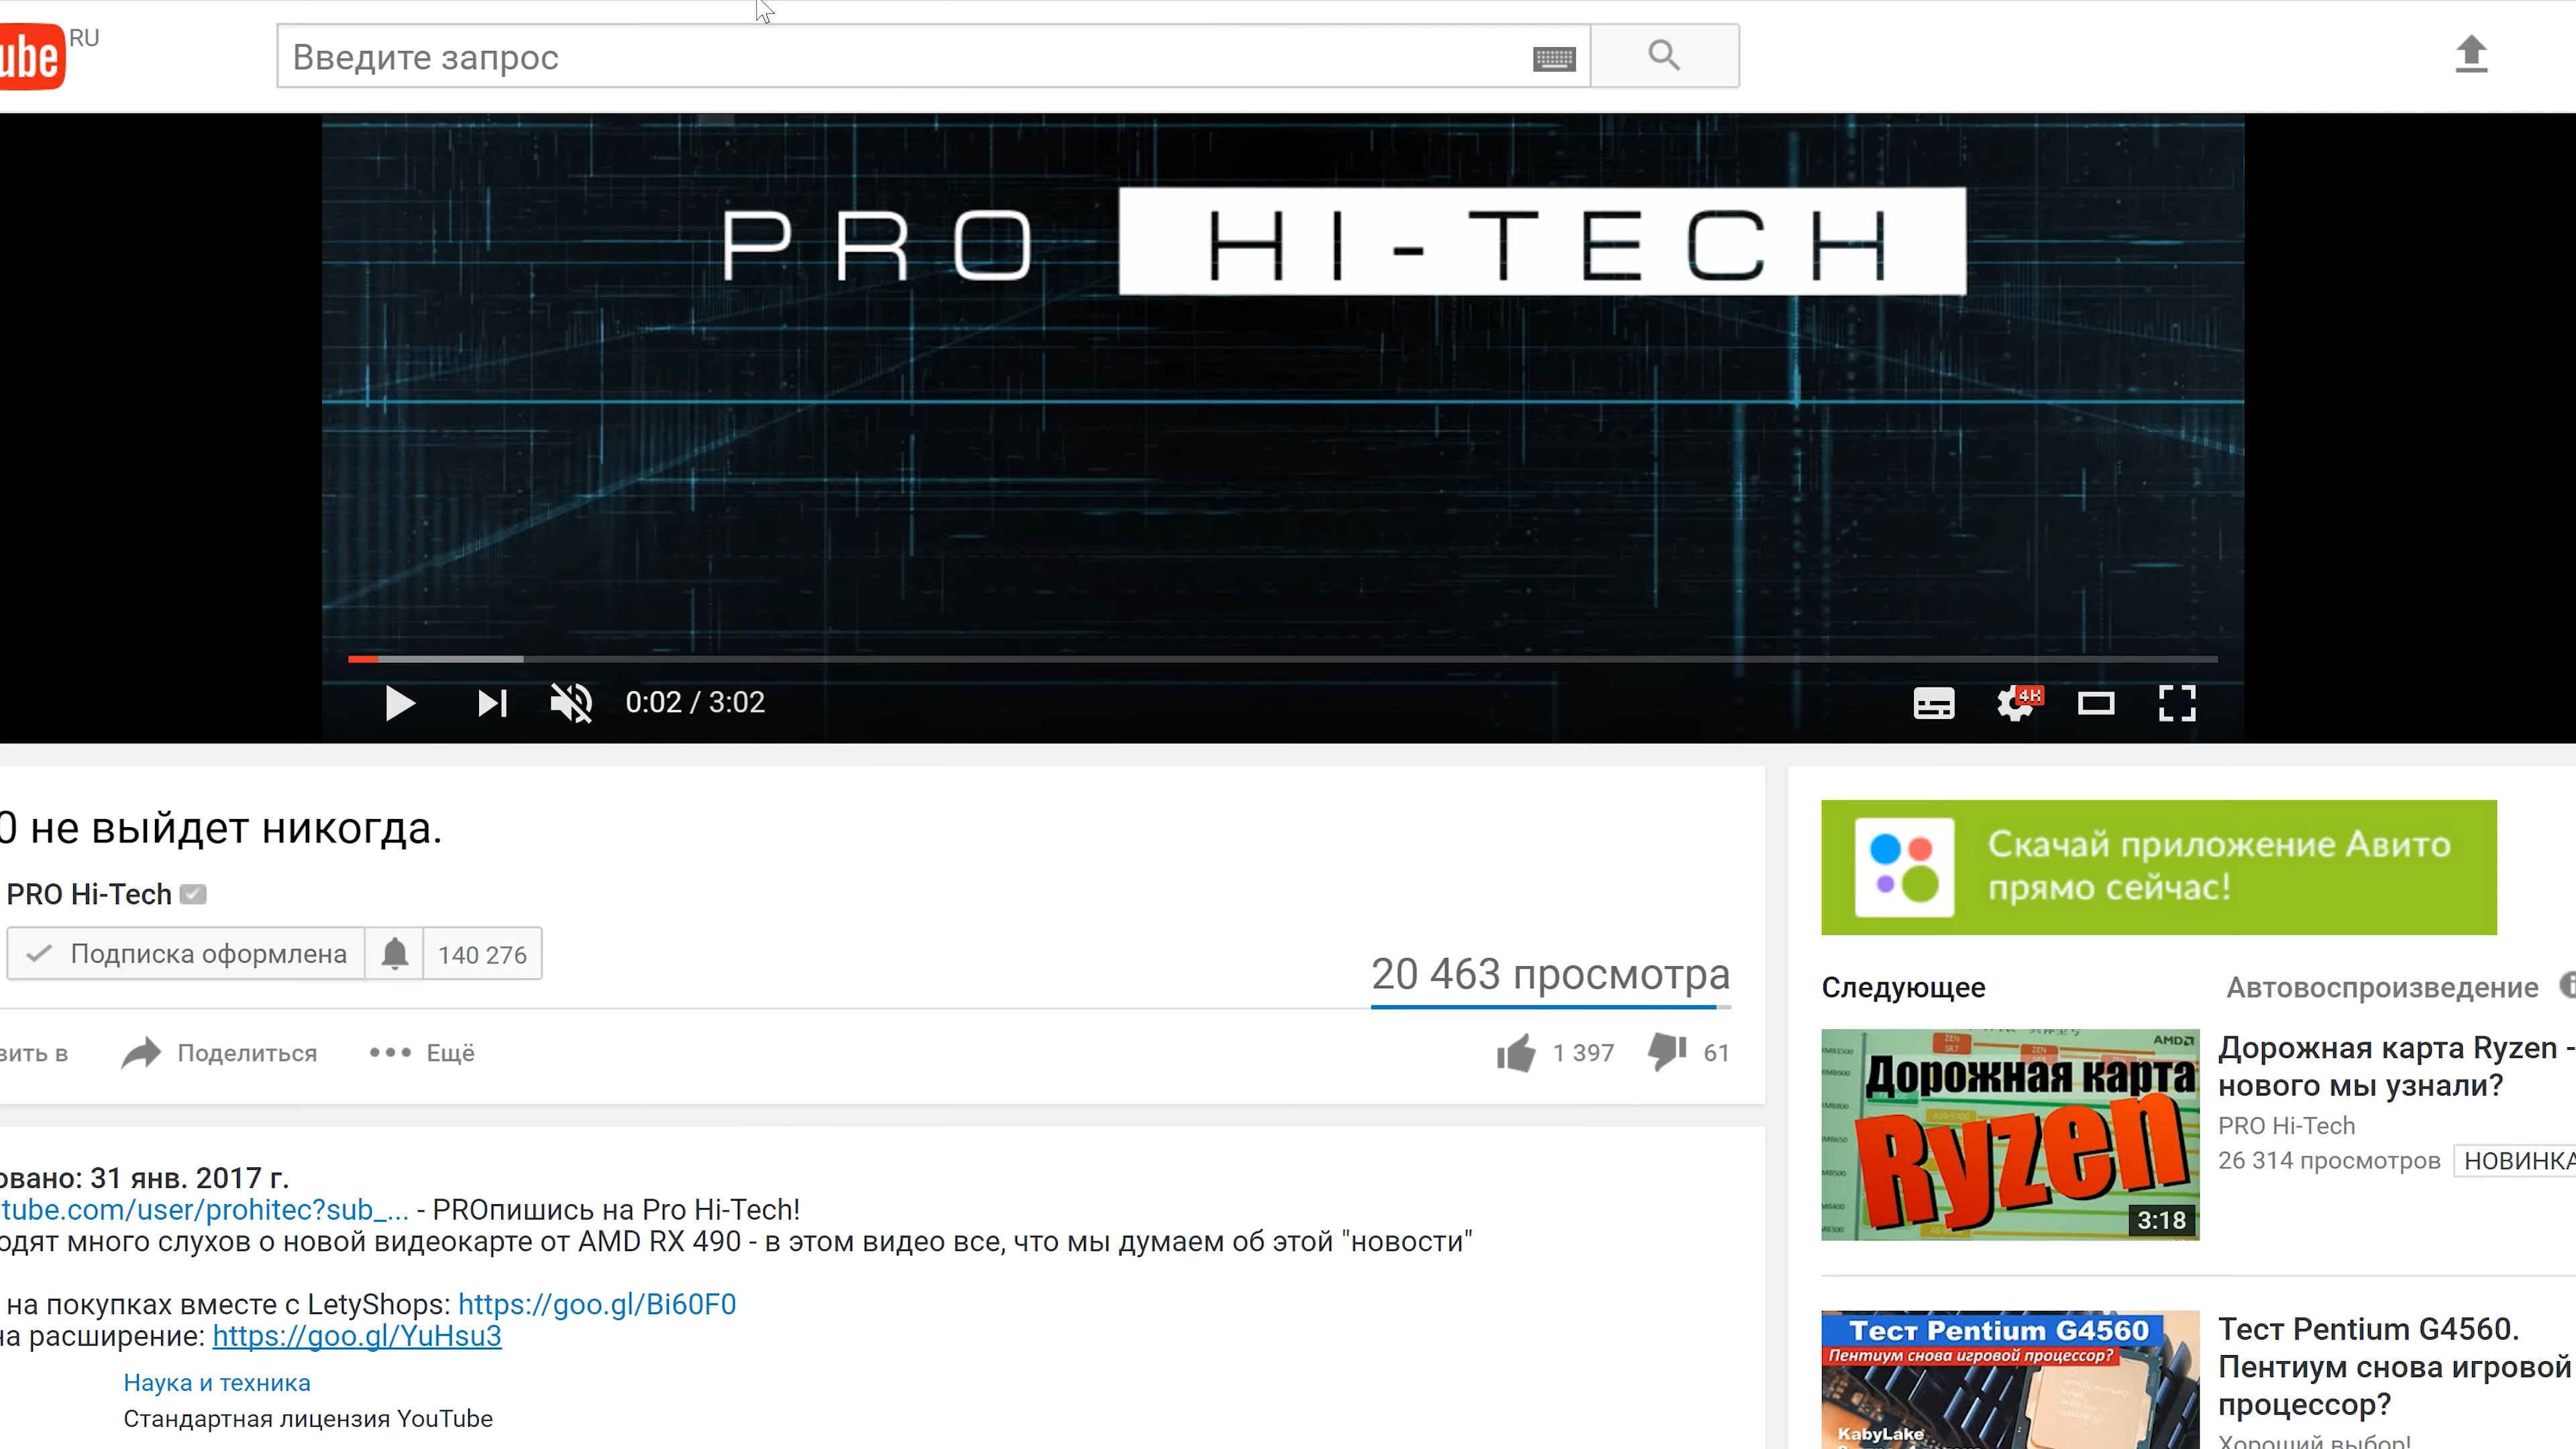 ube RU
Введите запрос
PRO HI-TECH
0:02 / 3:02
4K
0 не выйдет никогда.
PRO Hi-Tech
Подписка оформлена 140 276
20 463 просмотра
вить в Поделиться Ещё
1 397 61
овано: 31 янв. 2017 г.
tube.com/user/prohitec?sub_... - PROпишись на Pro Hi-Tech!
одят много слухов о новой видеокарте от AMD RX 490 - в этом видео все, что мы думаем об этой "новости"
на покупках вместе с LetyShops: https://goo.gl/Bi60F0
на расширение: https://goo.gl/YuHsu3
Наука и техника
Стандартная лицензия YouTube
Скачай приложение Авито
прямо сейчас!
Следующее Автовоспроизведение
AMD
Дорожная карта
Ryzen
3:18
Дорожная карта Ryzen -
нового мы узнали?
PRO Hi-Tech
26 314 просмотров НОВИНКА
Тест Pentium G4560
Пентиум снова игровой процессор?
KabyLake
Тест Pentium G4560.
Пентиум снова игровой
процессор?
Хороший выбор!